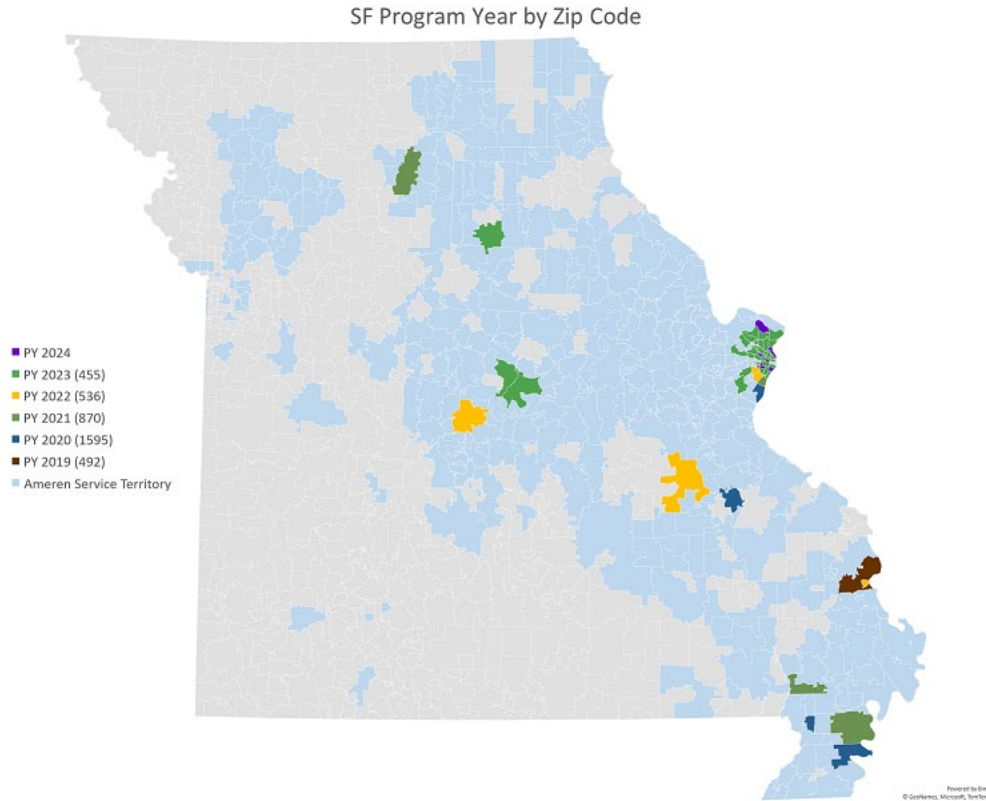 SF Program Year by Zip Code
PY 2024
PY 2023 (455)
PY 2022 (536)
PY 2021 (870)
PY 2020 (1595)
PY 2019 (492)
Ameren Service Territory
Powered by Bin
© GeoNames, Microsoft, TomTom